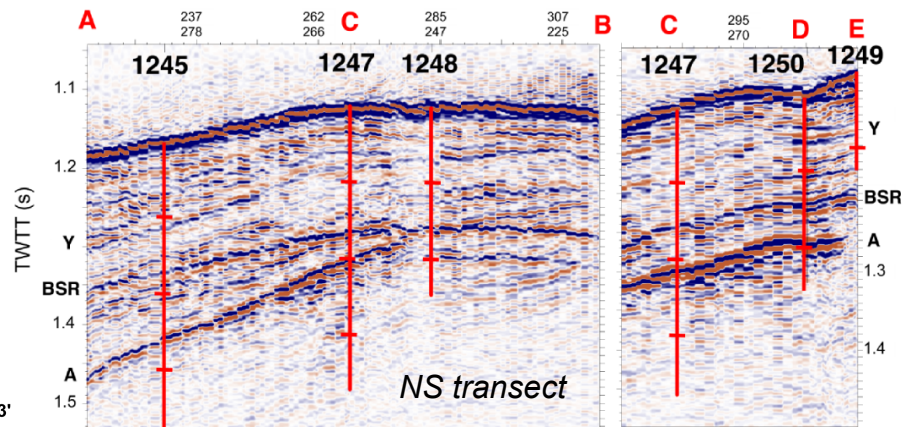 A 237 262 C 285 307 B C 295 D E
278 266 247 225 270
1245 1247 1248 1247 1250 1249
1.1
Y
1.2
TWTT (s)
BSR
Y
A
BSR
1.3
1.4
1.4
A
NS transect
1.5
3'